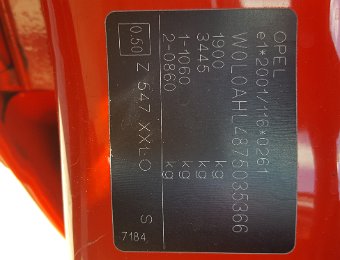 OPEL
e1*2001/116*0261
W0L0AHL4875035366
1900 kg
3445 kg
1-1060 kg
2-0860 kg
0.50 Z 547 XXLO S
7184